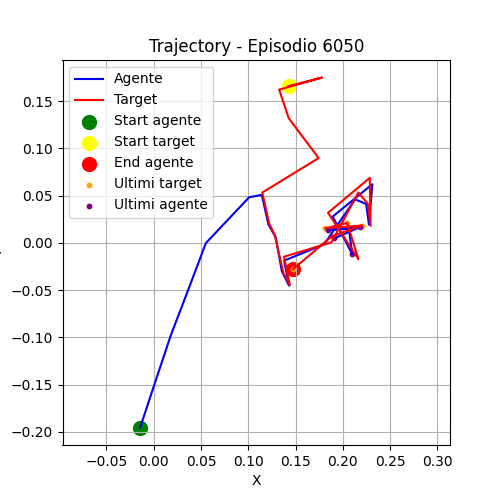 Trajectory - Episodio 6050
Agente
Target
Start agente
Start target
End agente
Ultimi target
Ultimi agente
0.15
0.10
0.05
0.00
−0.05
−0.10
−0.15
−0.20
−0.05
0.00
0.05
0.10
0.15
0.20
0.25
0.30
X